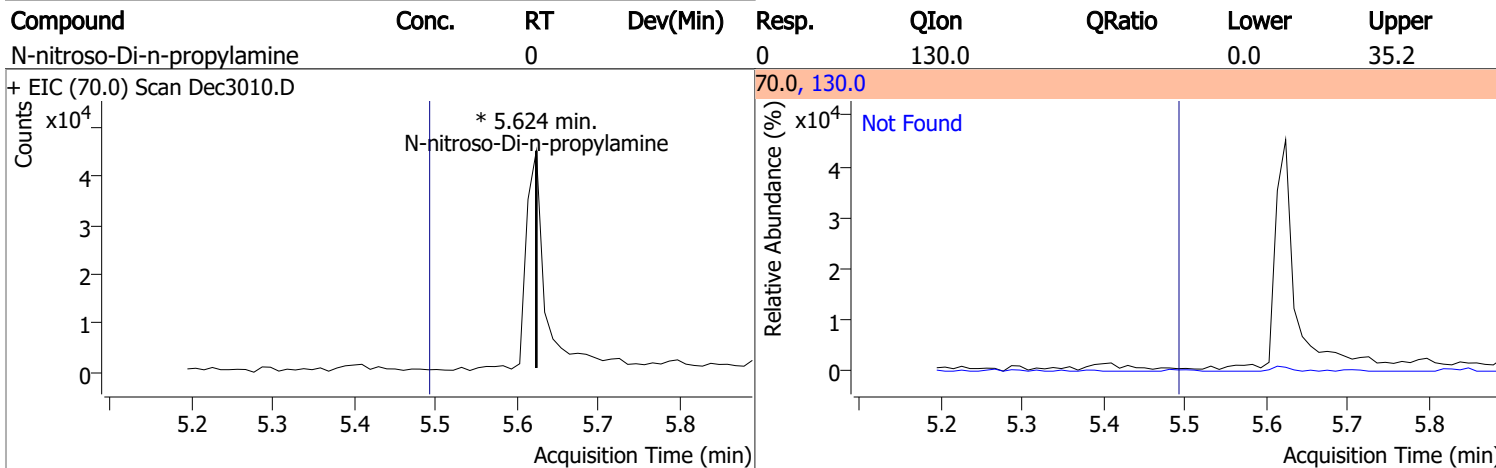 Compound Conc. RT Dev(Min) Resp. QIon QRatio Lower Upper
N-nitroso-Di-n-propylamine 0 0 130.0 0.0 35.2
+ EIC (70.0) Scan Dec3010.D
Counts
x10⁴
* 5.624 min.
N-nitroso-Di-n-propylamine
4
3
2
1
0
5.2 5.3 5.4 5.5 5.6 5.7 5.8
Acquisition Time (min)
70.0, 130.0
Relative Abundance (%)
x10⁴
Not Found
4
3
2
1
0
5.2 5.3 5.4 5.5 5.6 5.7 5.8
Acquisition Time (min)